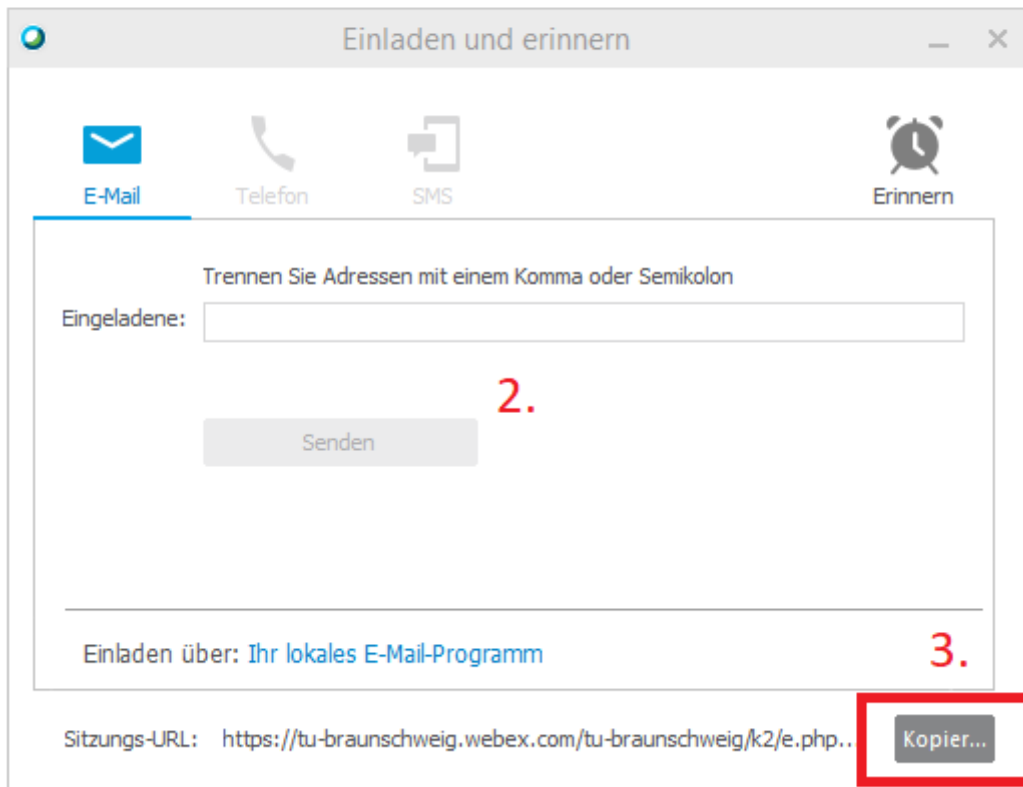 Einladen und erinnern
E-Mail
Telefon
SMS
Erinnern
Trennen Sie Adressen mit einem Komma oder Semikolon
Eingeladene:
2.
Senden
Einladen über: Ihr lokales E-Mail-Programm
3.
Sitzungs-URL: https://tu-braunschweig.webex.com/tu-braunschweig/k2/e.php... Kopier...